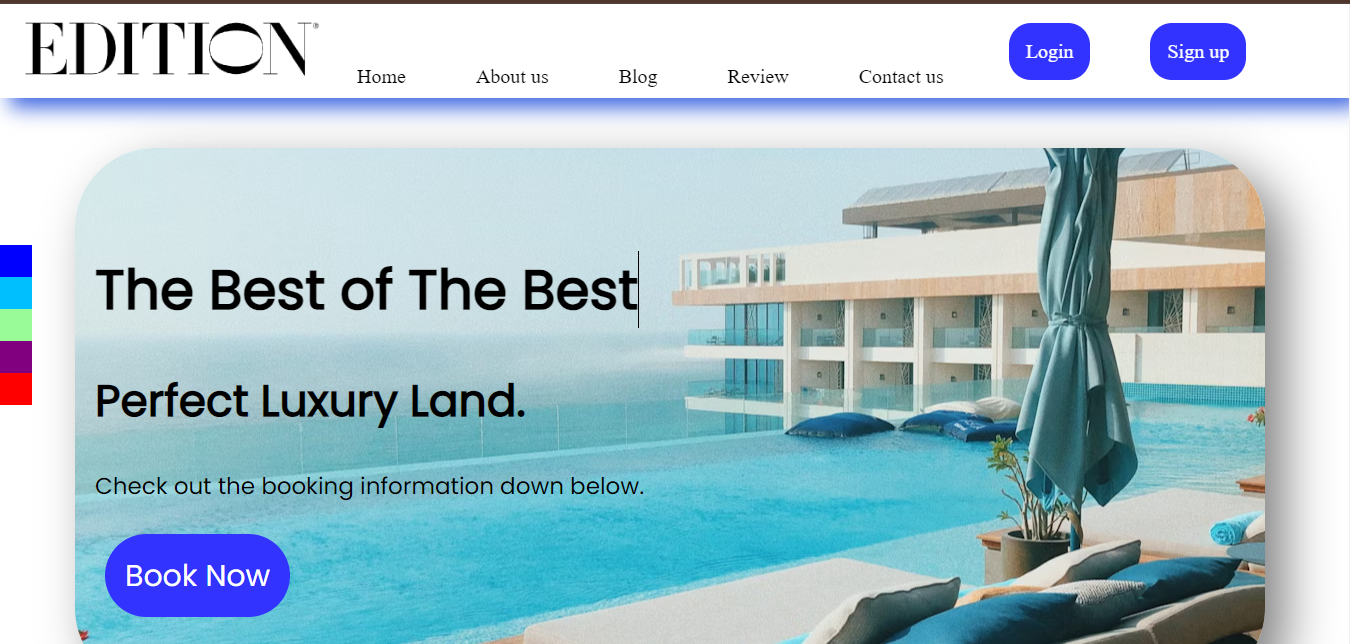 EDITION®
Home About us Blog Review Contact us Login Sign up
The Best of The Best
Perfect Luxury Land.
Check out the booking information down below.
Book Now